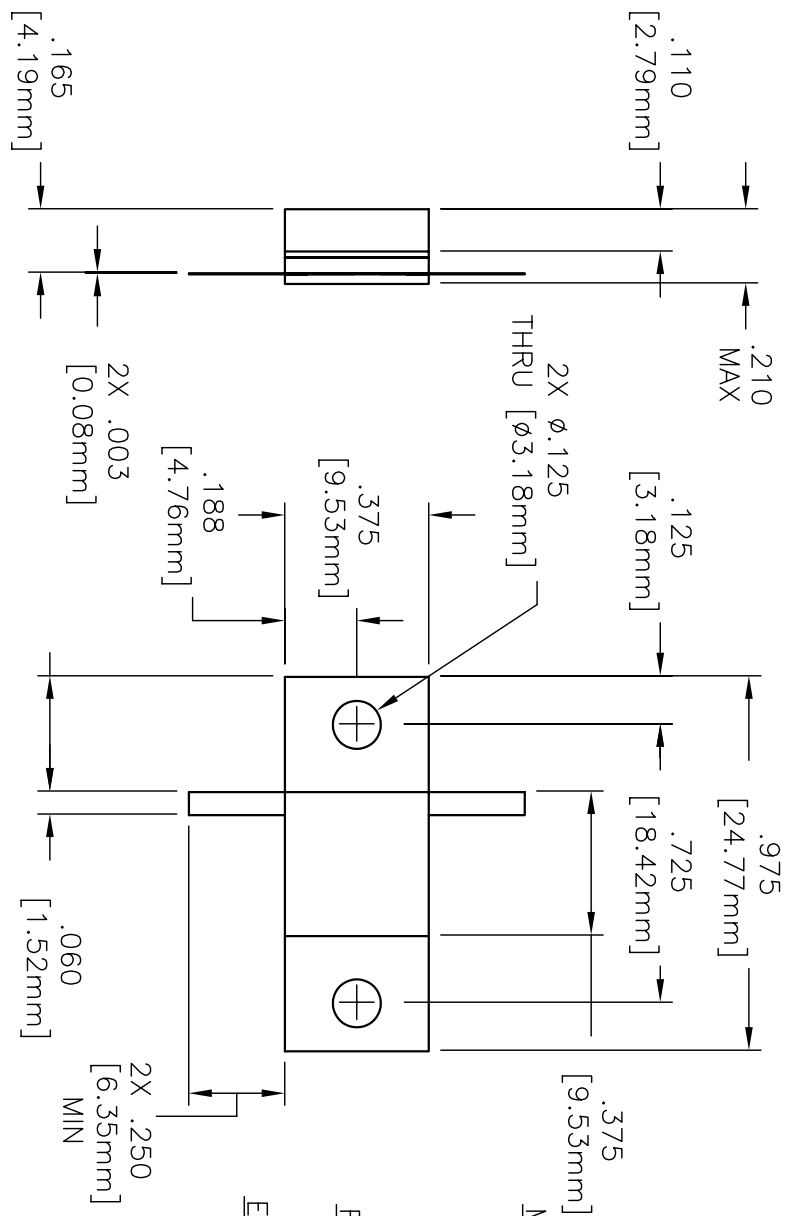 .110
[2.79mm]
.210
MAX
.165
[4.19mm]
2X .003
[0.08mm]
2X ø.125
THRU [ø3.18mm]
.125
[3.18mm]
.375
[9.53mm]
.188
[4.76mm]
.975
[24.77mm]
.725
[18.42mm]
.375
[9.53mm]
.060
[1.52mm]
2X .250
[6.35mm]
MIN